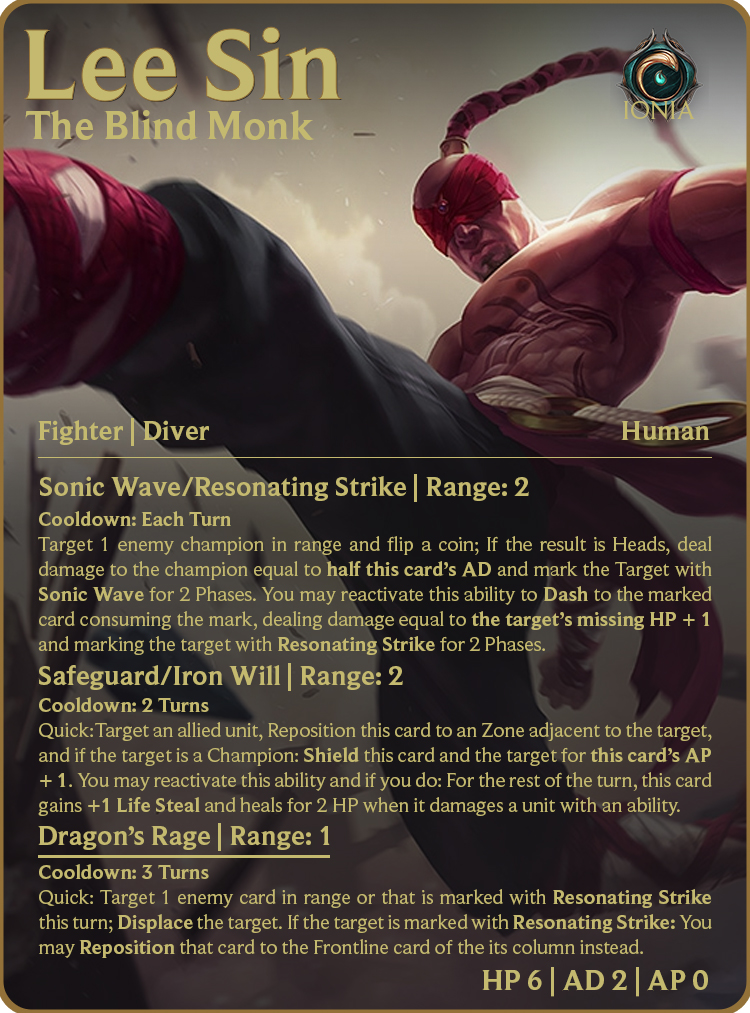 Lee Sin
The Blind Monk
IONIA
Fighter | Diver
Human
Sonic Wave/Resonating Strike | Range: 2
Cooldown: Each Turn
Target 1 enemy champion in range and flip a coin; If the result is Heads, deal
damage to the champion equal to half this card's AD and mark the Target with
Sonic Wave for 2 Phases. You may reactivate this ability to Dash to the marked
card consuming the mark, dealing damage equal to the target's missing HP + 1
and marking the target with Resonating Strike for 2 Phases.
Safeguard/Iron Will | Range: 2
Cooldown: 2 Turns
Quick:Target an allied unit, Reposition this card to an Zone adjacent to the target,
and if the target is a Champion: Shield this card and the target for this card's AP
+ 1. You may reactivate this ability and if you do: For the rest of the turn, this card
gains +1 Life Steal and heals for 2 HP when it damages a unit with an ability.
Dragon's Rage | Range: 1
Cooldown: 3 Turns
Quick: Target 1 enemy card in range or that is marked with Resonating Strike
this turn; Displace the target. If the target is marked with Resonating Strike: You
may Reposition that card to the Frontline card of the its column instead.
HP 6 | AD 2 | AP 0